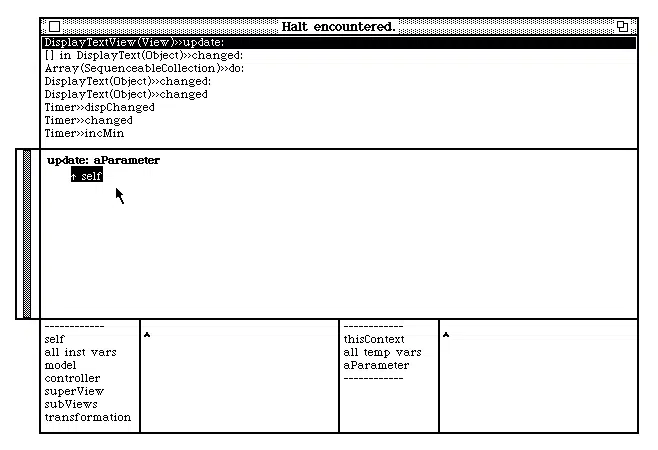 Halt encountered.
DisplayTextView(View)>>update:
[] in DisplayText(Object)>>changed:
Array(SequenceableCollection)>>do:
DisplayText(Object)>>changed:
DisplayText(Object)>>changed
Timer>>dispChanged
Timer>>changed
Timer>>incMin
update: aParameter
↑ self
------------
self
all inst vars
model
controller
superView
subViews
transformation
------------
thisContext
all temp vars
aParameter
------------